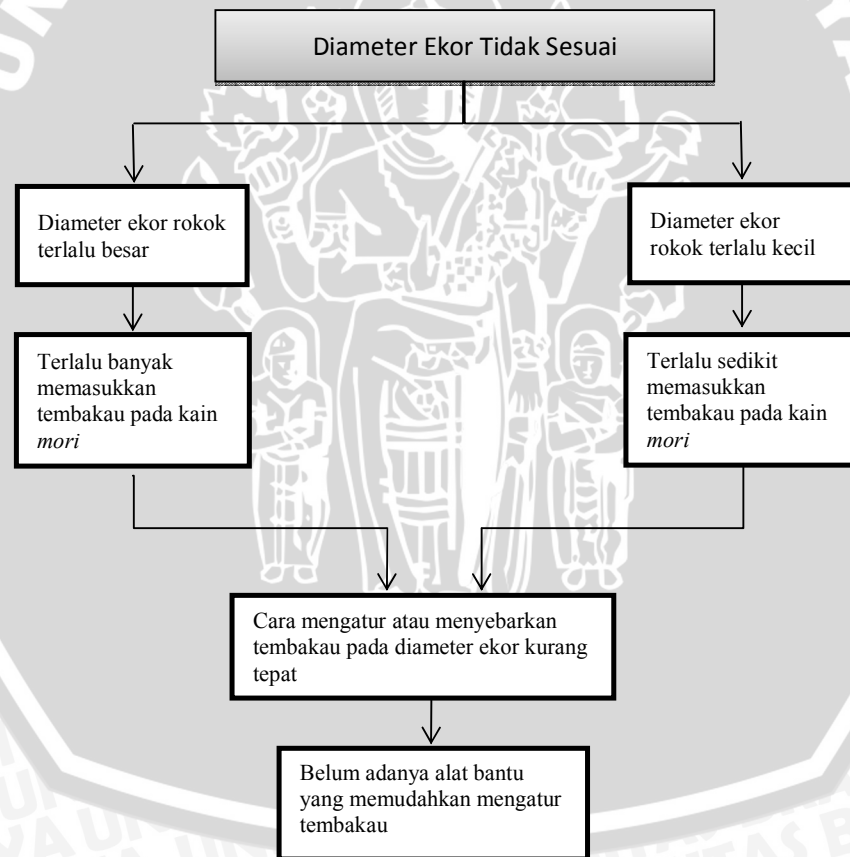 Diameter Ekor Tidak Sesuai
Diameter ekor rokok
terlalu besar
Diameter ekor
rokok terlalu kecil
Terlalu banyak
memasukkan
tembakau pada kain
mori
Terlalu sedikit
memasukkan
tembakau pada kain
mori
Cara mengatur atau menyebarkan
tembakau pada diameter ekor kurang
tepat
Belum adanya alat bantu
yang memudahkan mengatur
tembakau